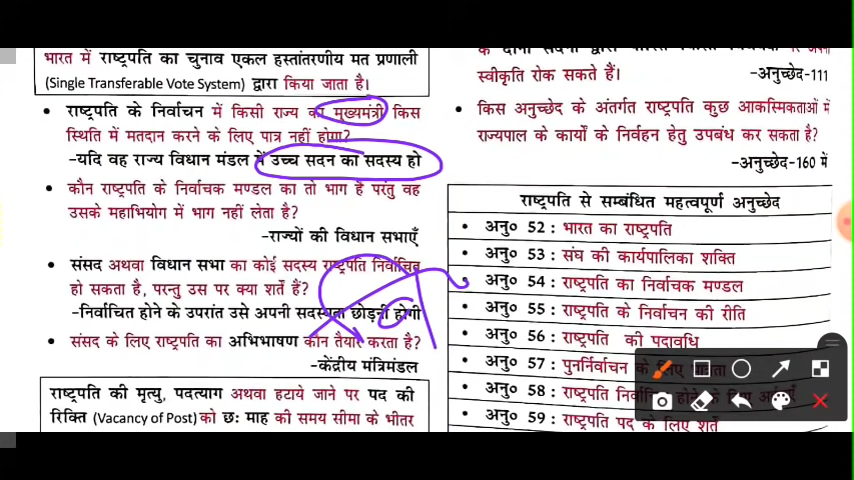 भारत में राष्ट्रपति का चुनाव एकल हस्तांतरणीय मत प्रणाली
(Single Transferable Vote System) द्वारा किया जाता है।
• राष्ट्रपति के निर्वाचन में किसी राज्य का मुख्यमंत्री किस
स्थिति में मतदान करने के लिए पात्र नहीं होगा?
-यदि वह राज्य विधान मंडल में उच्च सदन का सदस्य हो
• कौन राष्ट्रपति के निर्वाचक मण्डल का तो भाग है परंतु वह
उसके महाभियोग में भाग नहीं लेता है?
-राज्यों की विधान सभाएँ
• संसद अथवा विधान सभा का कोई सदस्य राष्ट्रपति निर्वाचित
हो सकता है, परन्तु उस पर क्या शर्ते हैं?
-निर्वाचित होने के उपरांत उसे अपनी सदस्यता छोड़नी होगी
• संसद के लिए राष्ट्रपति का अभिभाषण कौन तैयार करता है?
-केंद्रीय मंत्रिमंडल
राष्ट्रपति की मृत्यु, पदत्याग अथवा हटाये जाने पर पद की
रिक्ति (Vacancy of Post) को छः माह की समय सीमा के भीतर
स्वीकृति रोक सकते हैं।
-अनुच्छेद-111
• किस अनुच्छेद के अंतर्गत राष्ट्रपति कुछ आकस्मिकताओं में
राज्यपाल के कार्यों के निर्वहन हेतु उपबंध कर सकता है?
-अनुच्छेद-160 में
राष्ट्रपति से सम्बंधित महत्वपूर्ण अनुच्छेद
• अनु० 52 : भारत का राष्ट्रपति
• अनु० 53 : संघ की कार्यपालिका शक्ति
• अनु० 54 : राष्ट्रपति का निर्वाचक मण्डल
• अनु० 55 : राष्ट्रपति के निर्वाचन की रीति
• अनु० 56 : राष्ट्रपति की पदावधि
• अनु० 57 : पुनर्निर्वाचन के लिए पात्रता
• अनु० 58 : राष्ट्रपति निर्वाचित होने के लिए अर्हताएँ
• अनु० 59 : राष्ट्रपति पद के लिए शर्तें